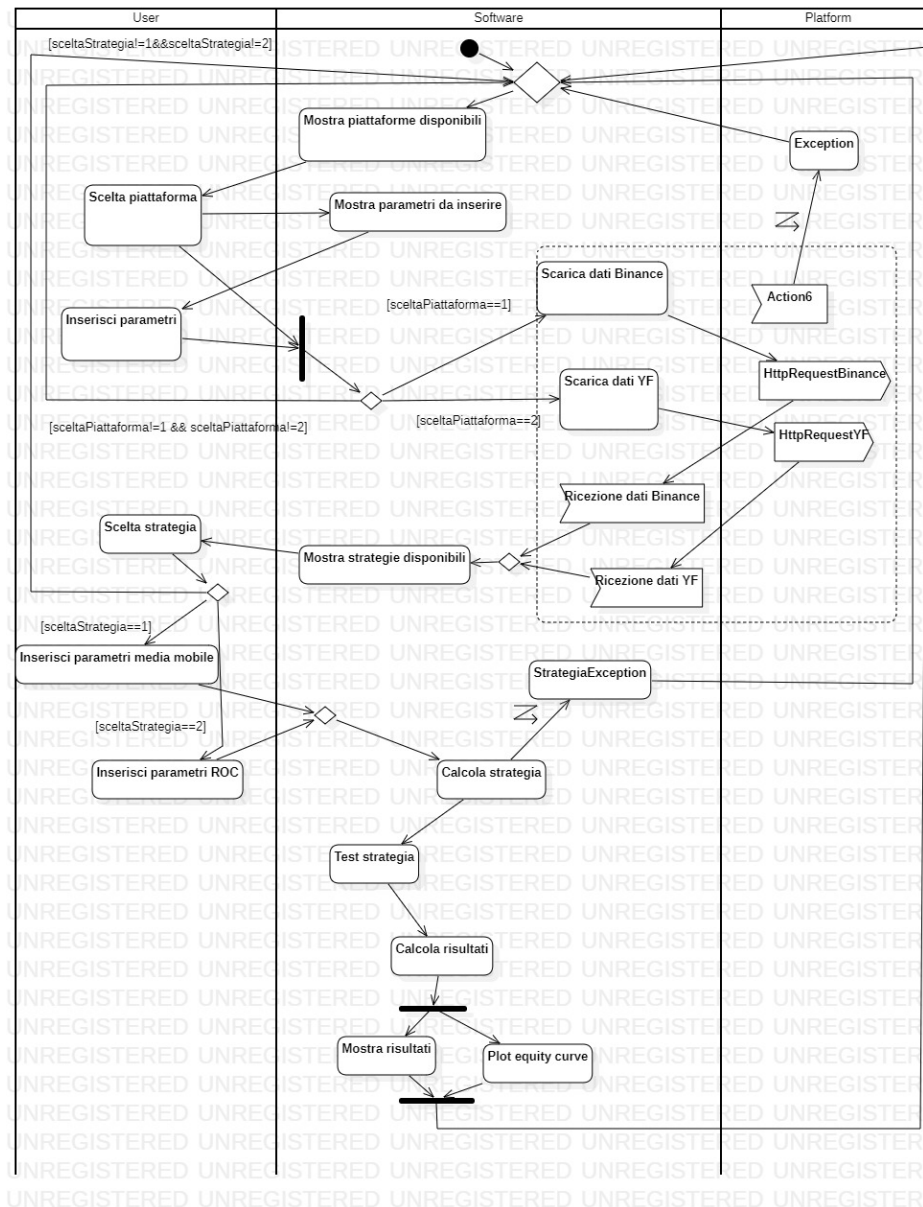 User
Software
Platform
[sceltaStrategia!=1&&sceltaStrategia!=2]
Mostra piattaforme disponibili
Exception
Scelta piattaforma
Mostra parametri da inserire
Scarica dati Binance
Action6
[sceltaPiattaforma==1]
Inserisci parametri
HttpRequestBinance
Scarica dati YF
[sceltaPiattaforma!=1 && sceltaPiattaforma!=2]
[sceltaPiattaforma==2]
HttpRequestYF
Ricezione dati Binance
Scelta strategia
Mostra strategie disponibili
Ricezione dati YF
[sceltaStrategia==1]
Inserisci parametri media mobile
StrategiaException
[sceltaStrategia==2]
Inserisci parametri ROC
Calcola strategia
Test strategia
Calcola risultati
Mostra risultati
Plot equity curve
UNREGISTERED